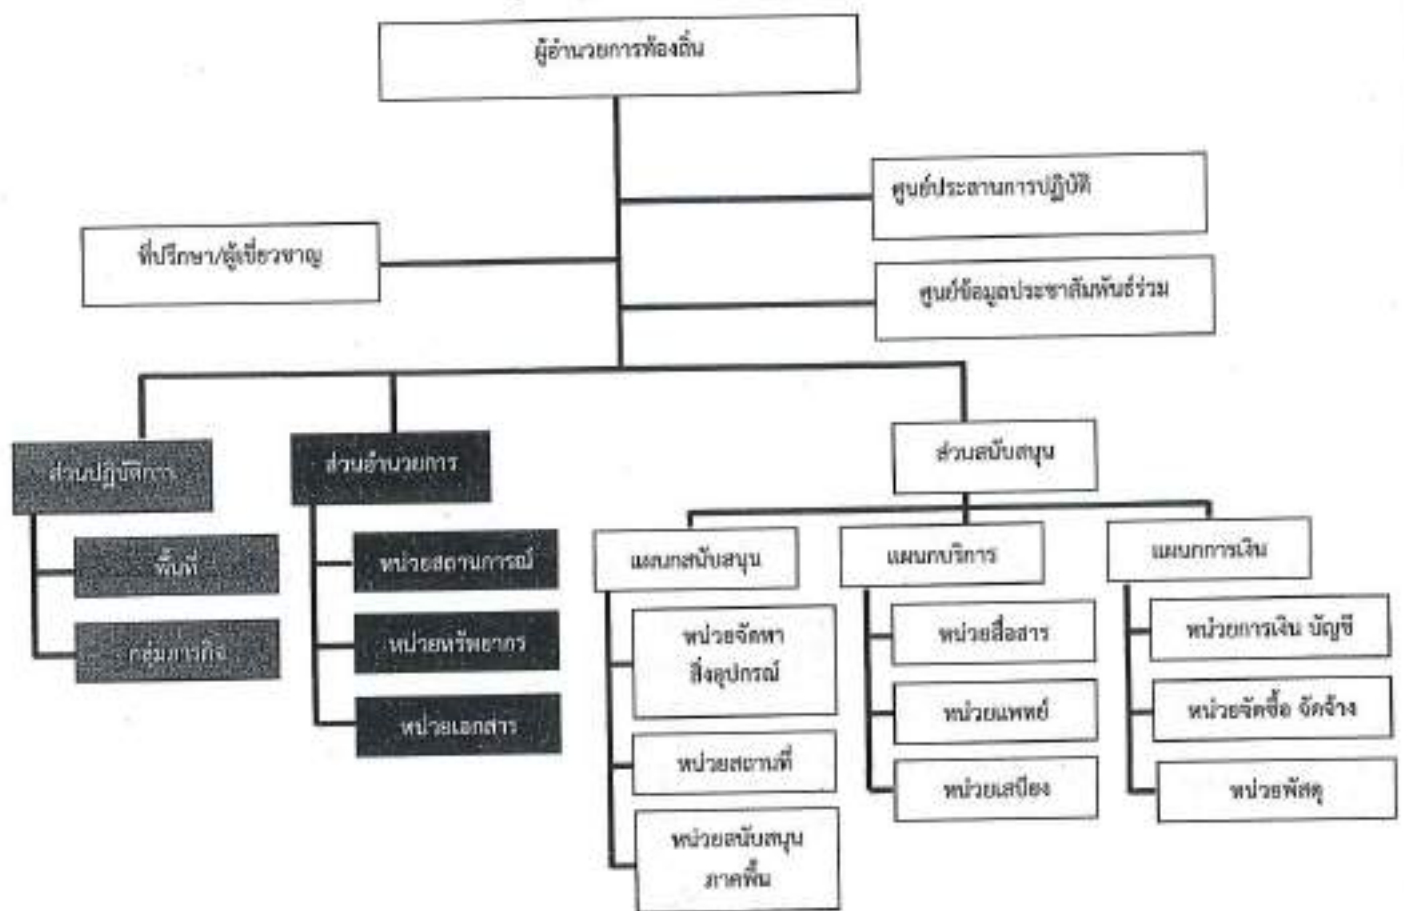 ผู้อำนวยการท้องถิ่น
ศูนย์ประสานการปฏิบัติ
ที่ปรึกษา/ผู้เชี่ยวชาญ
ศูนย์ข้อมูลประชาสัมพันธ์ร่วม
ส่วนปฏิบัติการ
ส่วนอำนวยการ
ส่วนสนับสนุน
พื้นที่
กลุ่มภารกิจ
หน่วยสถานการณ์
หน่วยทรัพยากร
หน่วยเอกสาร
แผนกสนับสนุน
แผนกบริการ
แผนกการเงิน
หน่วยจัดหา
สิ่งอุปกรณ์
หน่วยสถานที่
หน่วยสนับสนุน
ภาคพื้น
หน่วยสื่อสาร
หน่วยแพทย์
หน่วยเสบียง
หน่วยการเงิน บัญชี
หน่วยจัดซื้อ จัดจ้าง
หน่วยพัสดุ